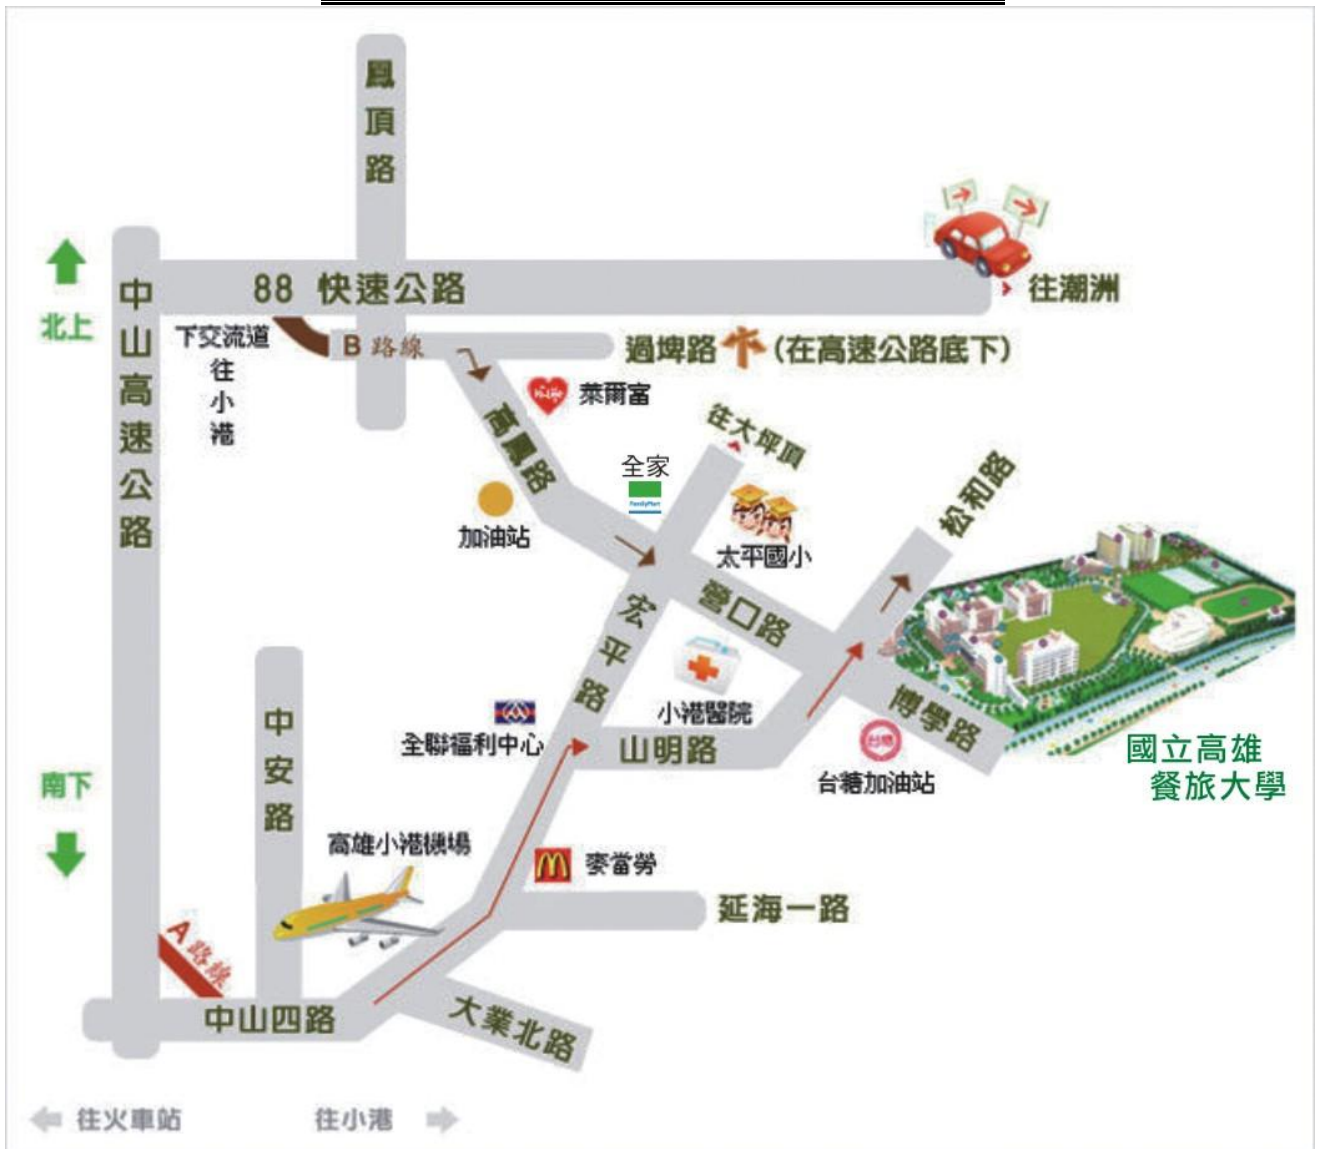 鳳頂路
北上
中山高速公路
88 快速公路
往潮洲
下交流道
往小港
B 路線
過埤路
(在高速公路底下)
萊爾富
高鳳路
往大坪頂
全家
FamilyMart
加油站
太平國小
松和路
營口路
宏平路
小港醫院
博學路
全聯福利中心
山明路
台糖
台糖加油站
國立高雄
餐旅大學
南下
中安路
高雄小港機場
麥當勞
延海一路
A 路線
中山四路
大業北路
往火車站
往小港